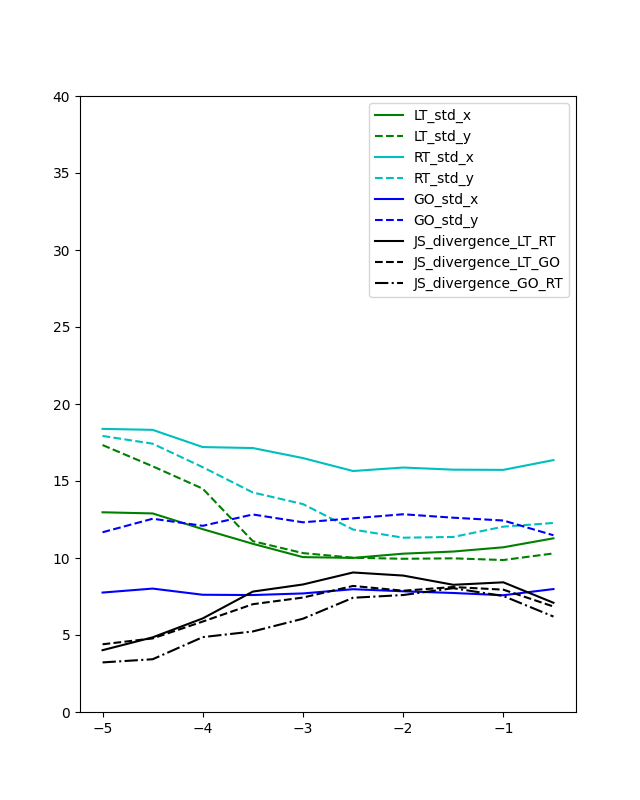 40
35
30
25
20
15
10
5
0
−5
−4
−3
−2
−1
LT_std_x
LT_std_y
RT_std_x
RT_std_y
GO_std_x
GO_std_y
JS_divergence_LT_RT
JS_divergence_LT_GO
JS_divergence_GO_RT